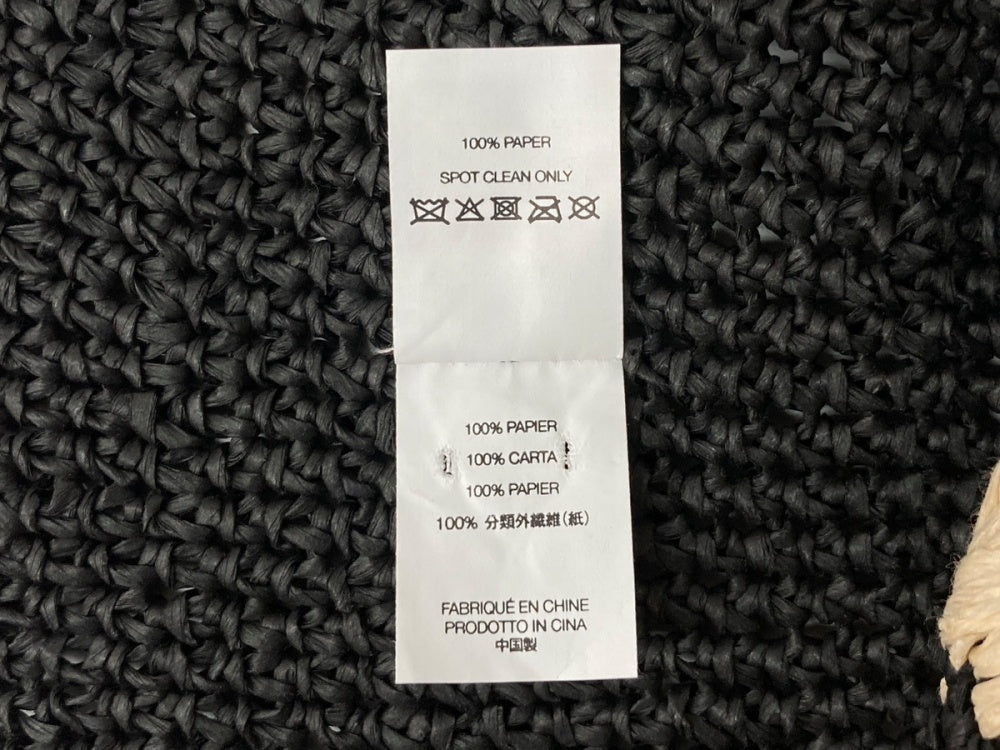 100% PAPER
SPOT CLEAN ONLY
100% PAPIER
100% CARTA
100% PAPIER
100% 分類外繊維(紙)
FABRIQUÉ EN CHINE
PRODOTTO IN CINA
中国製